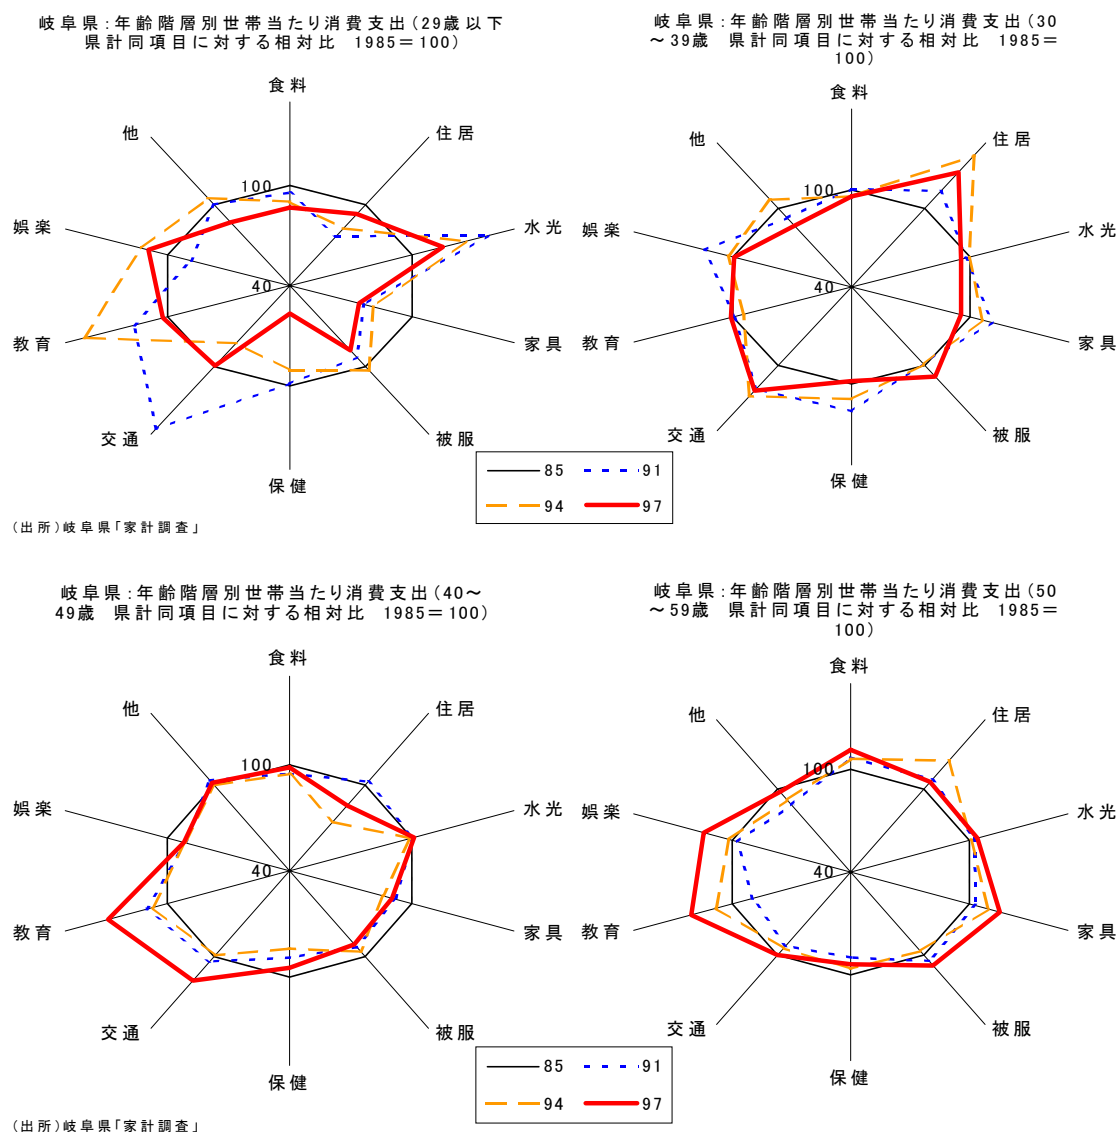 岐阜県:年齢階層別世帯当たり消費支出(29歳以下
県計同項目に対する相対比　1985＝100)
食料
住居
水光
家具
被服
保健
交通
教育
娯楽
他
100
40
岐阜県:年齢階層別世帯当たり消費支出(30
～39歳　県計同項目に対する相対比　1985＝
100)
食料
住居
水光
家具
被服
保健
交通
教育
娯楽
他
100
40
85 91
94 97
(出所)岐阜県「家計調査」
岐阜県:年齢階層別世帯当たり消費支出(40～
49歳　県計同項目に対する相対比　1985＝100)
食料
住居
水光
家具
被服
保健
交通
教育
娯楽
他
100
40
岐阜県:年齢階層別世帯当たり消費支出(50
～59歳　県計同項目に対する相対比　1985＝
100)
食料
住居
水光
家具
被服
保健
交通
教育
娯楽
他
100
40
85 91
94 97
(出所)岐阜県「家計調査」